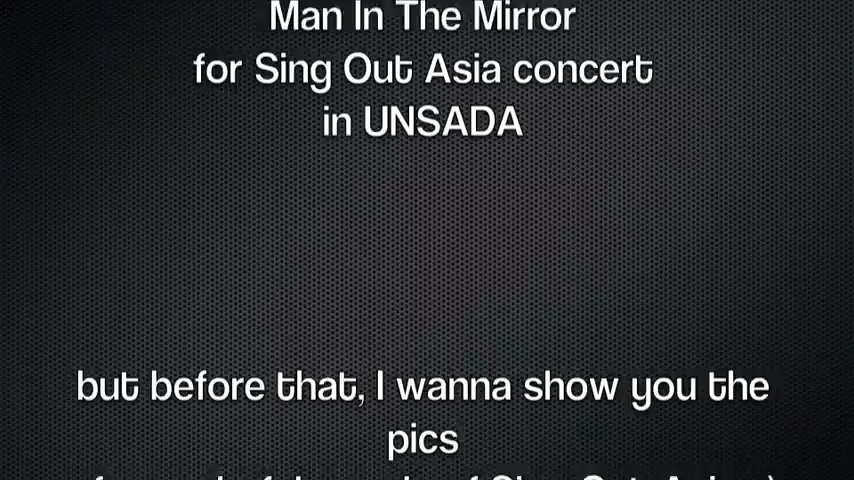 Man In The Mirror
for Sing Out Asia concert
in UNSADA
but before that, I wanna show you the
pics